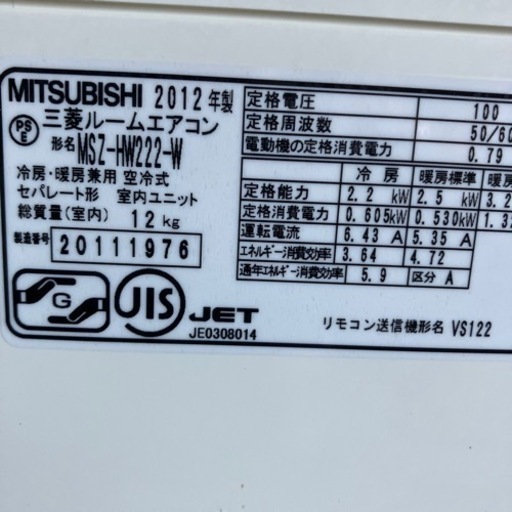 MITSUBISHI 2012年製
PS E 三菱ルームエアコン
形名 MSZ-HW222-W
冷房・暖房兼用 空冷式
セパレート形 室内ユニット
総質量(室内) 12kg
製造番号 20111976
G JIS JET
JE0308014
定格電圧 100
定格周波数 50/60
電動機の定格消費電力 0.79
冷房 暖房標準 暖房
定格能力 2.2 kW 2.5 kW 3.2
定格消費電力 0.605kW 0.530kW 1.32
運転電流 6.43 A 5.35 A
エネルギー消費効率 3.64 4.72
通年エネルギー消費効率 5.9 区分 A
リモコン送信機形名 VS122